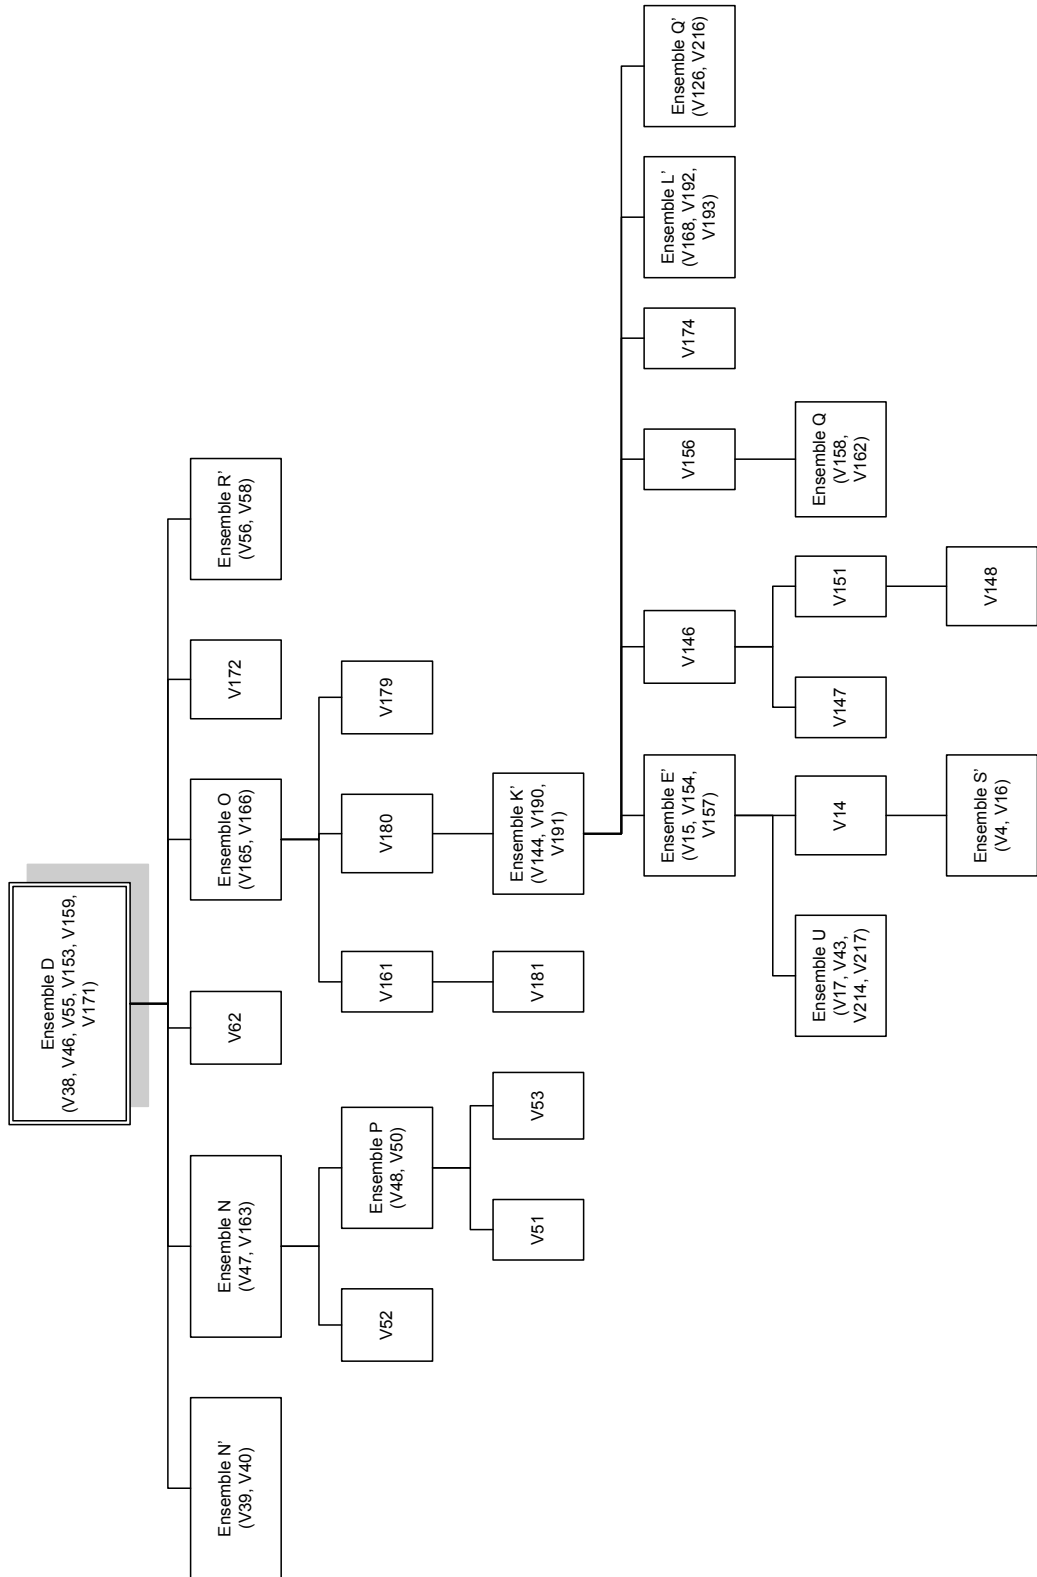 Ensemble D
(V38, V46, V55, V153, V159,
V171)
Ensemble N’
(V39, V40)
Ensemble N
(V47, V163)
V62
Ensemble O
(V165, V166)
V172
Ensemble R’
(V56, V58)
V52
Ensemble P
(V48, V50)
V161
V180
V179
V51
V53
V181
Ensemble K’
(V144, V190,
V191)
Ensemble E’
(V15, V154,
V157)
V146
V156
V174
Ensemble L’
(V168, V192,
V193)
Ensemble Q’
(V126, V216)
Ensemble U
(V17, V43,
V214, V217)
V14
V147
V151
Ensemble Q
(V158,
V162)
Ensemble S’
(V4, V16)
V148